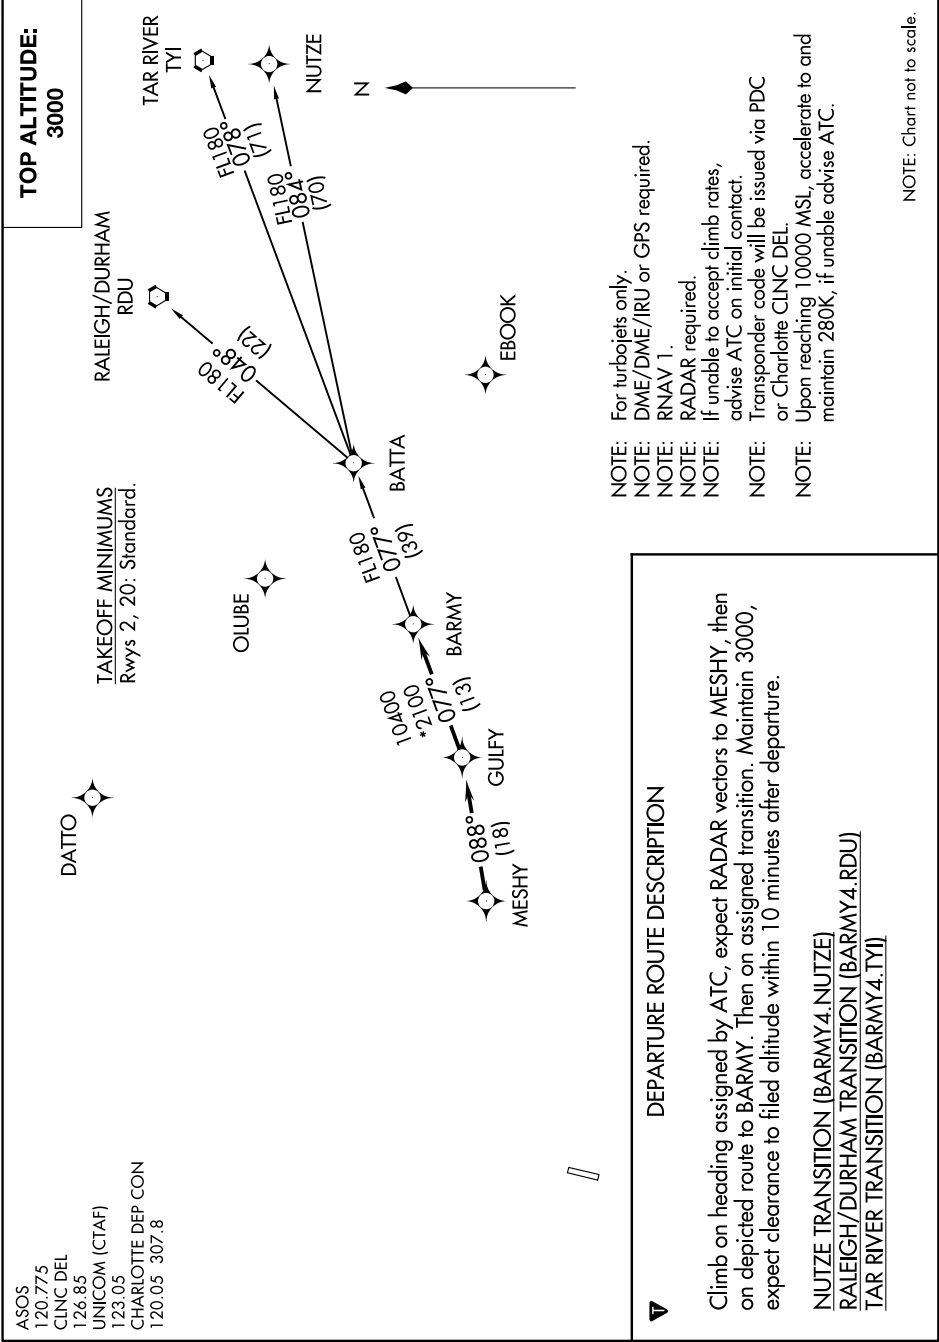 ASOS
120.775
CLNC DEL
126.85
UNICOM (CTAF)
123.05
CHARLOTTE DEP CON
120.05 307.8
TOP ALTITUDE:
3000
TAKEOFF MINIMUMS
Rwys 2, 20: Standard.
RALEIGH/DURHAM
RDU
TAR RIVER
TYI
NUTZE
N
DATTO
OLUBE
BATTA
EBOOK
BARMY
GULFY
MESHY
FL180
048°
(22)
FL180
078°
(71)
FL180
084°
(70)
FL180
077°
(39)
10400
*2100
077°
(13)
088°
(18)
NOTE: For turbojets only.
NOTE: DME/DME/IRU or GPS required.
NOTE: RNAV 1.
NOTE: RADAR required.
NOTE: If unable to accept climb rates,
advise ATC on initial contact.
NOTE: Transponder code will be issued via PDC
or Charlotte CLNC DEL.
NOTE: Upon reaching 10000 MSL, accelerate to and
maintain 280K, if unable advise ATC.
NOTE: Chart not to scale.
T
DEPARTURE ROUTE DESCRIPTION
Climb on heading assigned by ATC, expect RADAR vectors to MESHY, then
on depicted route to BARMY. Then on assigned transition. Maintain 3000,
expect clearance to filed altitude within 10 minutes after departure.
NUTZE TRANSITION (BARMY4.NUTZE)
RALEIGH/DURHAM TRANSITION (BARMY4.RDU)
TAR RIVER TRANSITION (BARMY4.TYI)